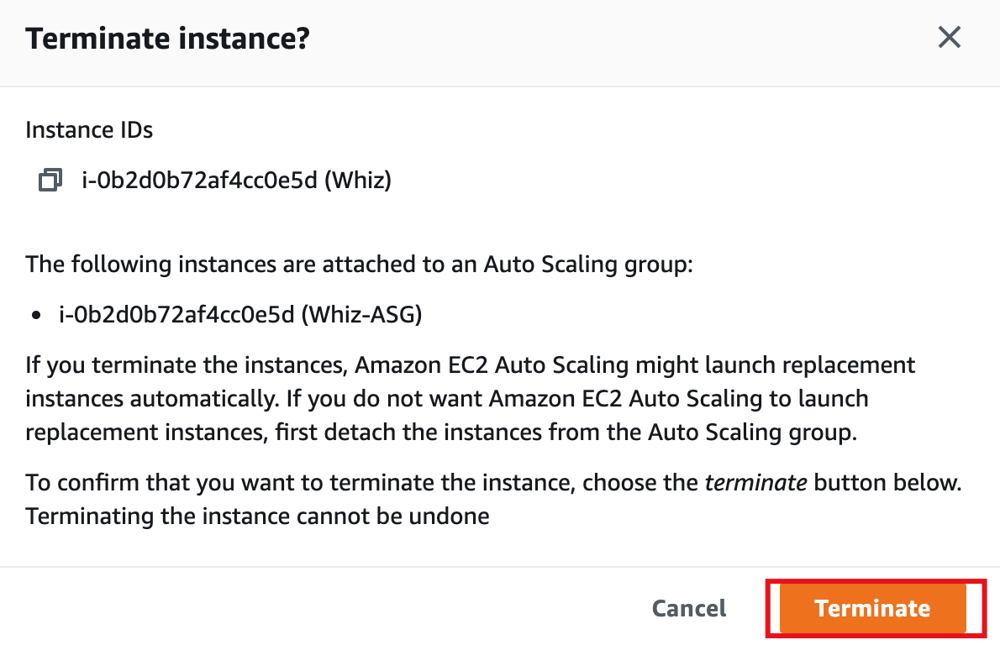 Terminate instance?
Instance IDs
i-0b2d0b72af4cc0e5d (Whiz)
The following instances are attached to an Auto Scaling group:
• i-0b2d0b72af4cc0e5d (Whiz-ASG)
If you terminate the instances, Amazon EC2 Auto Scaling might launch replacement
instances automatically. If you do not want Amazon EC2 Auto Scaling to launch
replacement instances, first detach the instances from the Auto Scaling group.
To confirm that you want to terminate the instance, choose the terminate button below.
Terminating the instance cannot be undone
Cancel Terminate